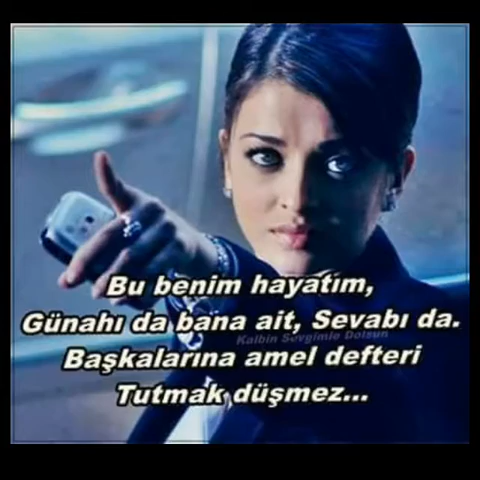 Bu benim hayatım,
Günahı da bana ait, Sevabı da.
Kalbin Sevgimle Dolsun
Başkalarına amel defteri
Tutmak düşmez...